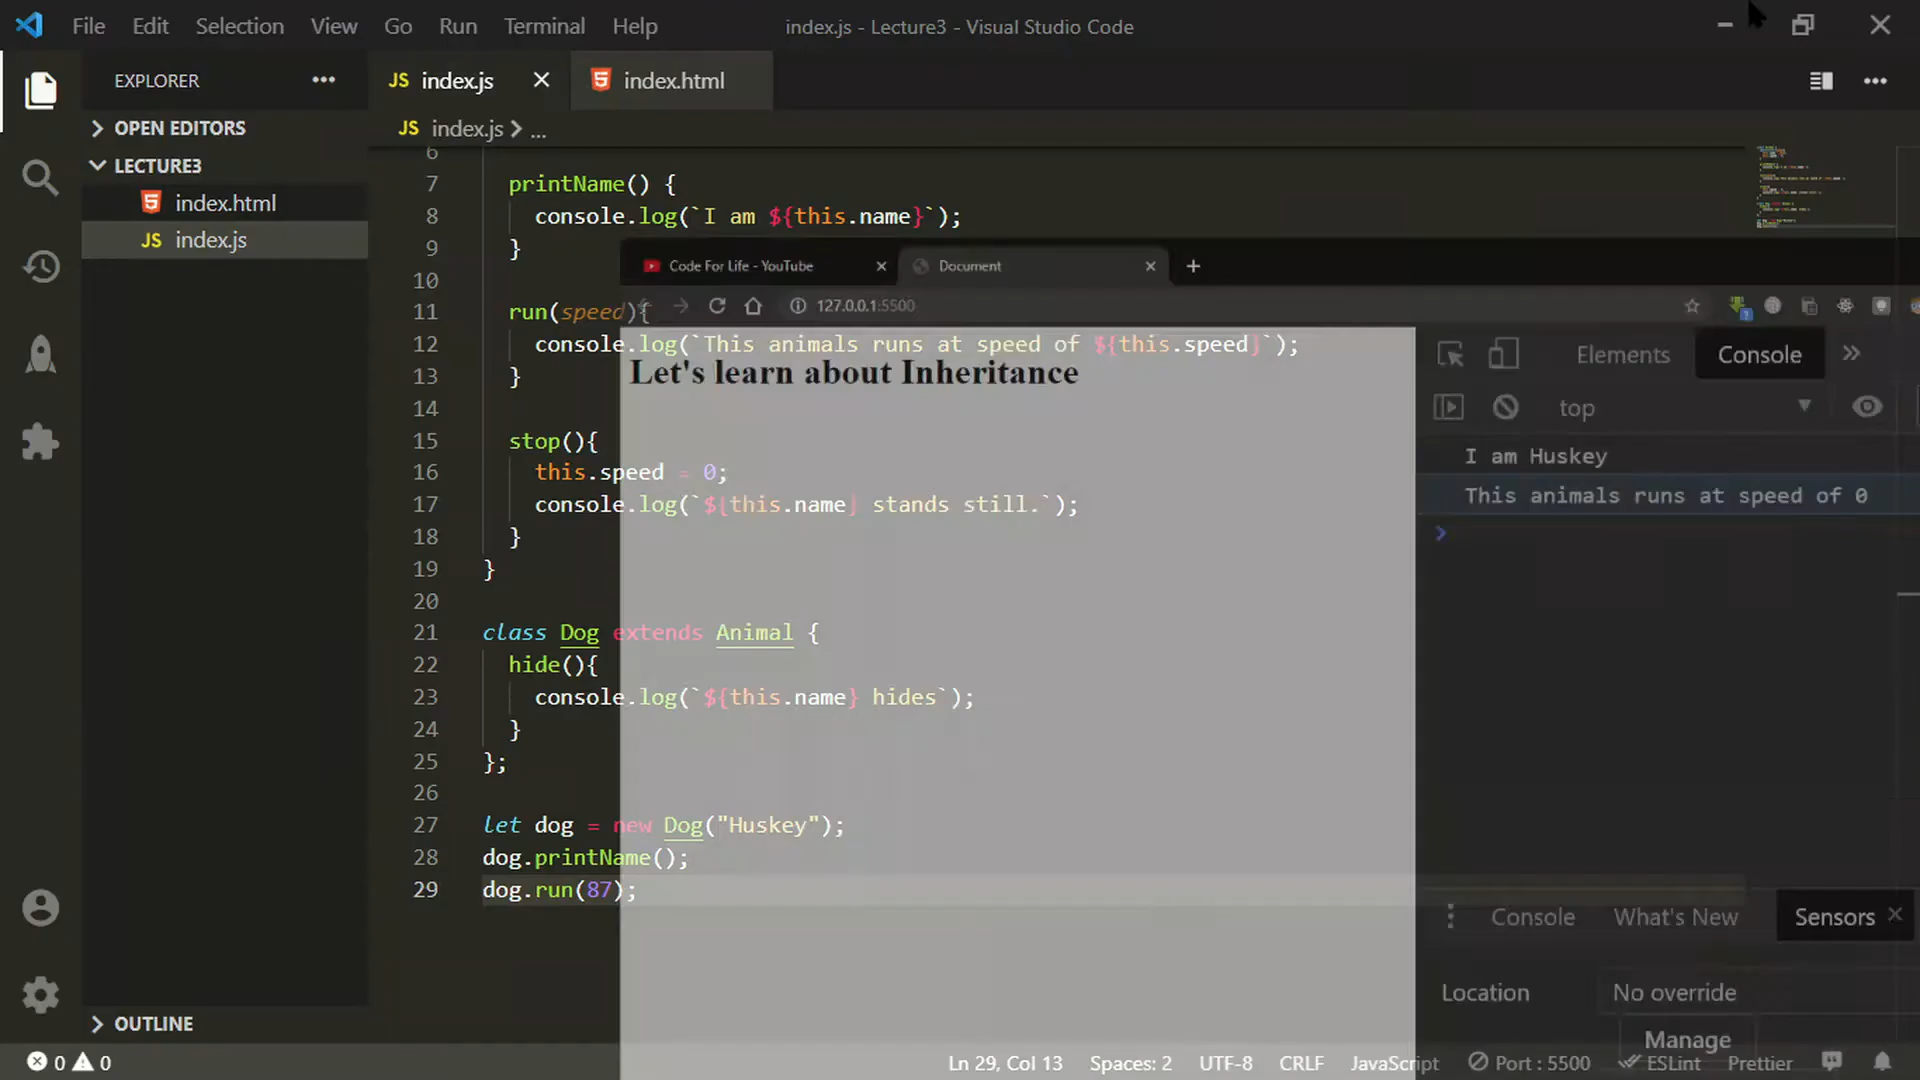 File Edit Selection View Go Run Terminal Help index.js - Lecture3 - Visual Studio Code
EXPLORER ••• JS index.js index.html
OPEN EDITORS
JS index.js > ...
LECTURE3
index.html
JS index.js
6
7 printName() {
8 console.log(`I am ${this.name}`);
9 }
10
11 run(speed){
12 console.log(`This animals runs at speed of ${this.speed}`);
13 }
14
15 stop(){
16 this.speed = 0;
17 console.log(`${this.name} stands still.`);
18 }
19 }
20
21 class Dog extends Animal {
22 hide(){
23 console.log(`${this.name} hides`);
24 }
25 };
26
27 let dog = new Dog("Huskey");
28 dog.printName();
29 dog.run(87);
Code For Life - YouTube Document
127.0.0.1:5500
Let's learn about Inheritance
Elements Console
top
I am Huskey
This animals runs at speed of 0
Console What's New Sensors
Location No override
Manage
OUTLINE
0 0 Ln 29, Col 13 Spaces: 2 UTF-8 CRLF JavaScript Port : 5500 ESLint Prettier